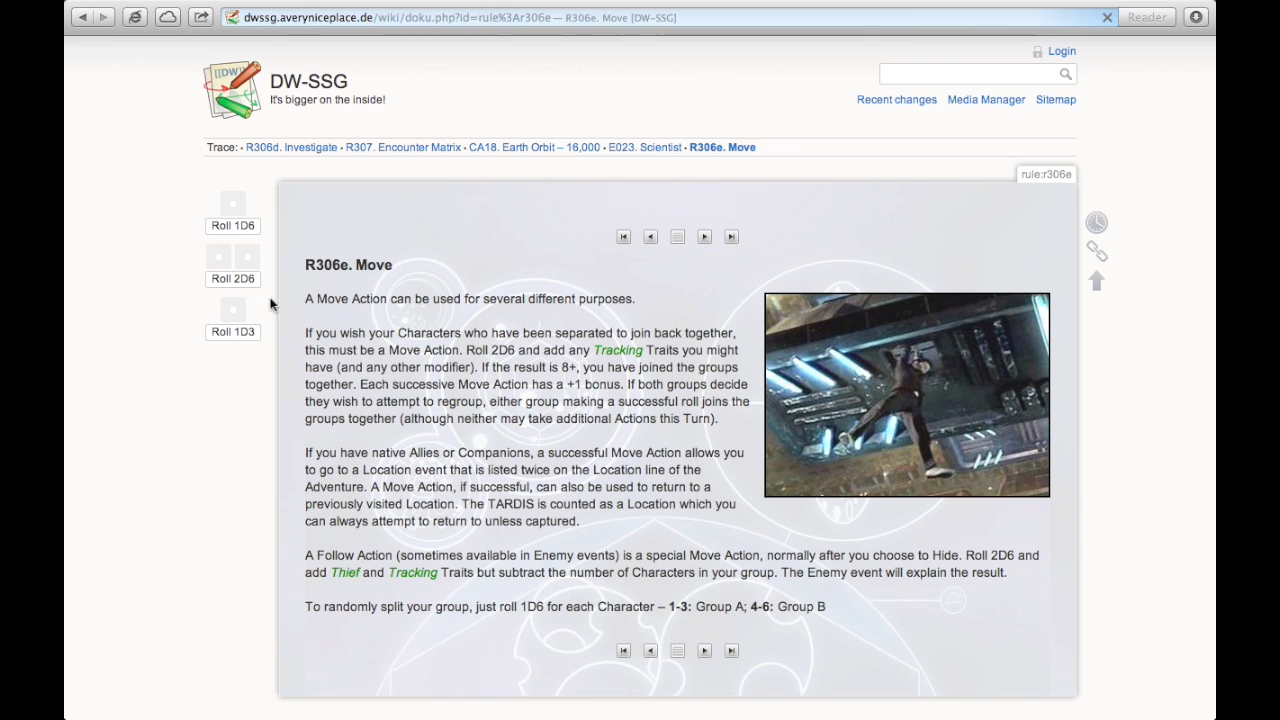 dwssg.averyniceplace.de/wiki/doku.php?id=rule%3Ar306e — R306e. Move [DW-SSG]
Reader
Login
[[DW]]
DW-SSG
It's bigger on the inside!
Recent changes Media Manager Sitemap
Trace: • R306d. Investigate • R307. Encounter Matrix • CA18. Earth Orbit – 16,000 • E023. Scientist • R306e. Move
rule:r306e
Roll 1D6
Roll 2D6
Roll 1D3
R306e. Move
A Move Action can be used for several different purposes.
If you wish your Characters who have been separated to join back together,
this must be a Move Action. Roll 2D6 and add any Tracking Traits you might
have (and any other modifier). If the result is 8+, you have joined the groups
together. Each successive Move Action has a +1 bonus. If both groups decide
they wish to attempt to regroup, either group making a successful roll joins the
groups together (although neither may take additional Actions this Turn).
If you have native Allies or Companions, a successful Move Action allows you
to go to a Location event that is listed twice on the Location line of the
Adventure. A Move Action, if successful, can also be used to return to a
previously visited Location. The TARDIS is counted as a Location which you
can always attempt to return to unless captured.
A Follow Action (sometimes available in Enemy events) is a special Move Action, normally after you choose to Hide. Roll 2D6 and
add Thief and Tracking Traits but subtract the number of Characters in your group. The Enemy event will explain the result.
To randomly split your group, just roll 1D6 for each Character – 1-3: Group A; 4-6: Group B